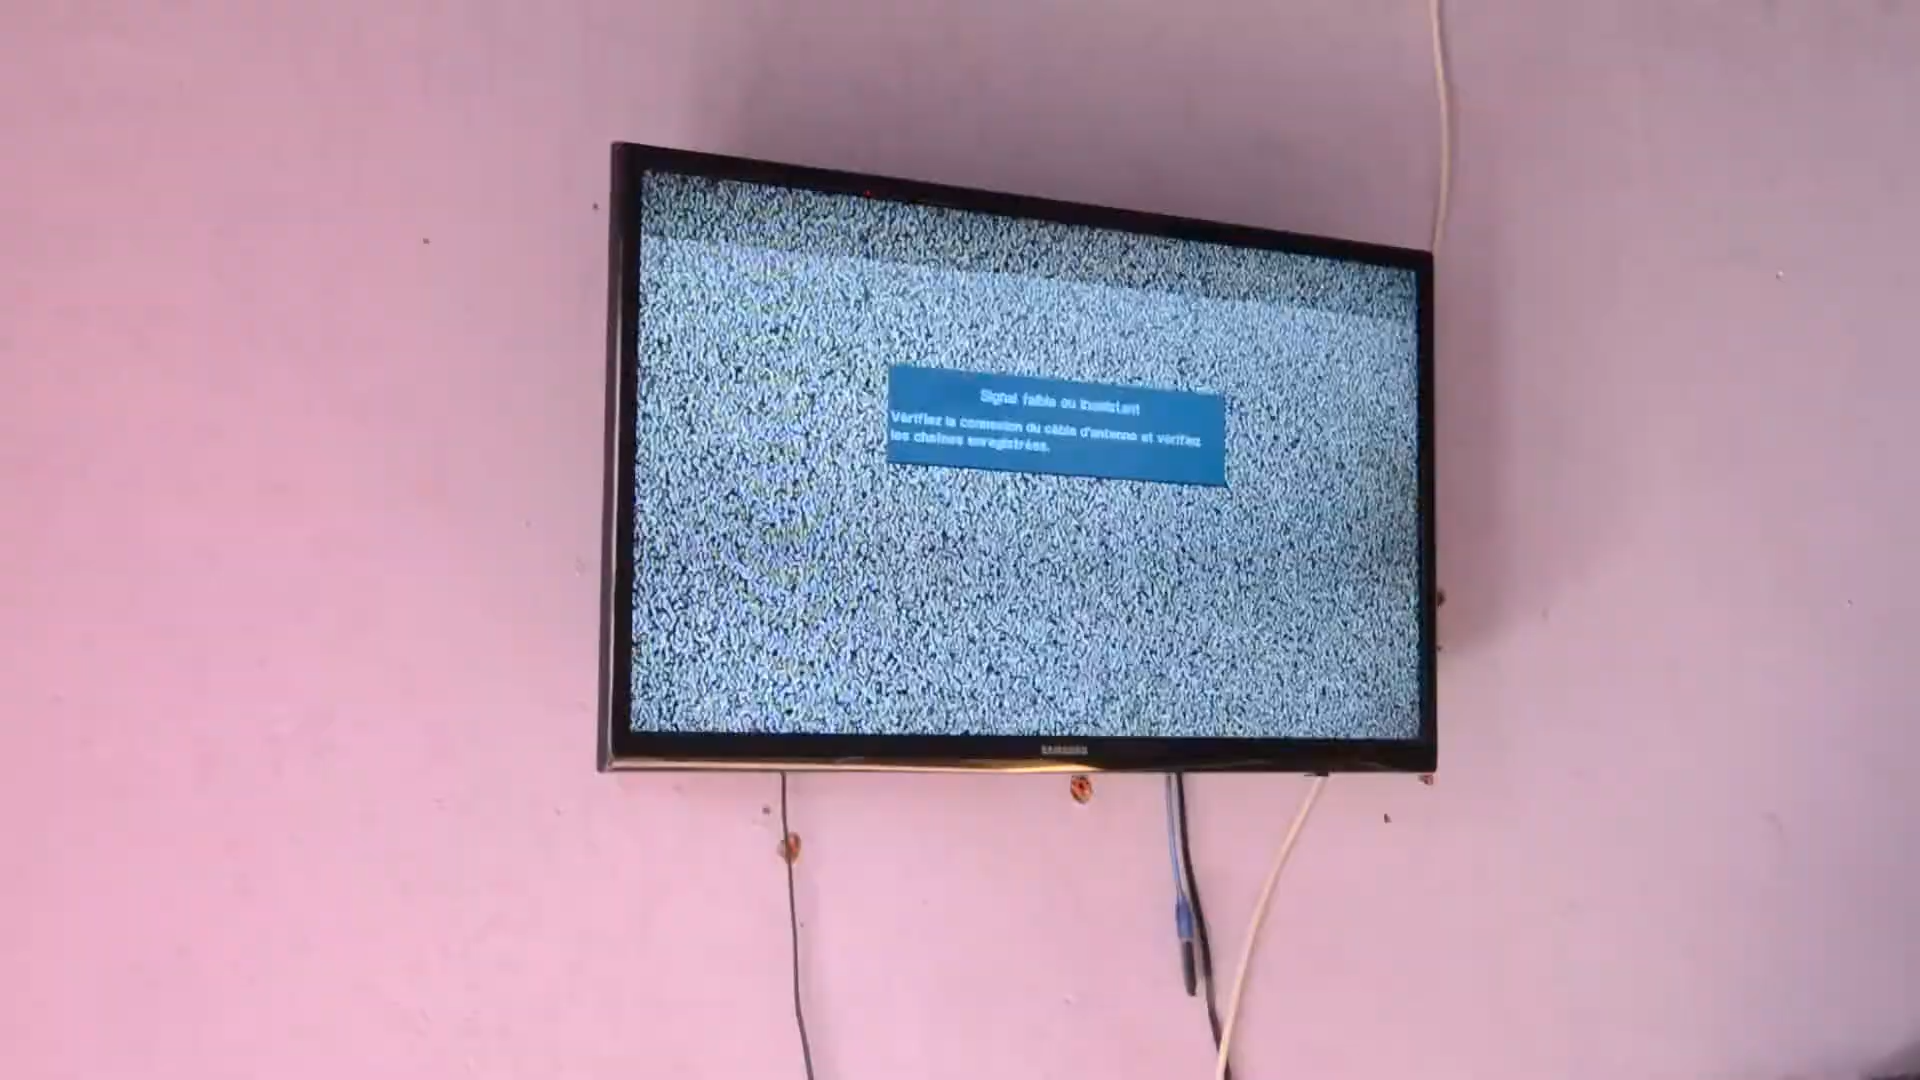 Signal faible ou inexistant
Vérifiez la connexion du câble d'antenne et vérifiez
les chaînes enregistrées.
SAMSUNG